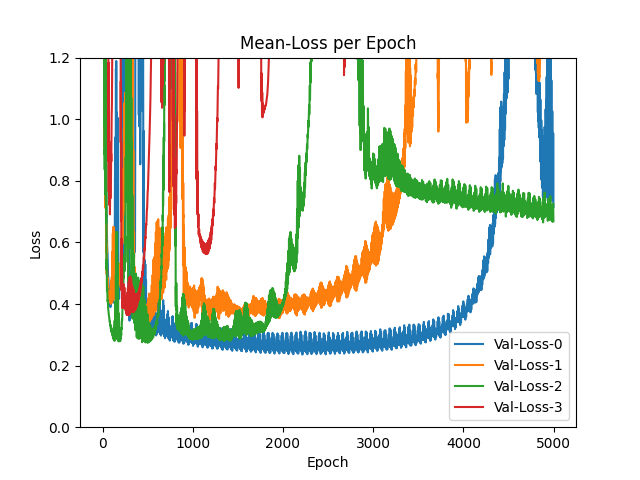 Mean-Loss per Epoch
1.2
1.0
0.8
0.6
0.4
0.2
0.0
Loss
0 1000 2000 3000 4000 5000
Epoch
Val-Loss-0
Val-Loss-1
Val-Loss-2
Val-Loss-3